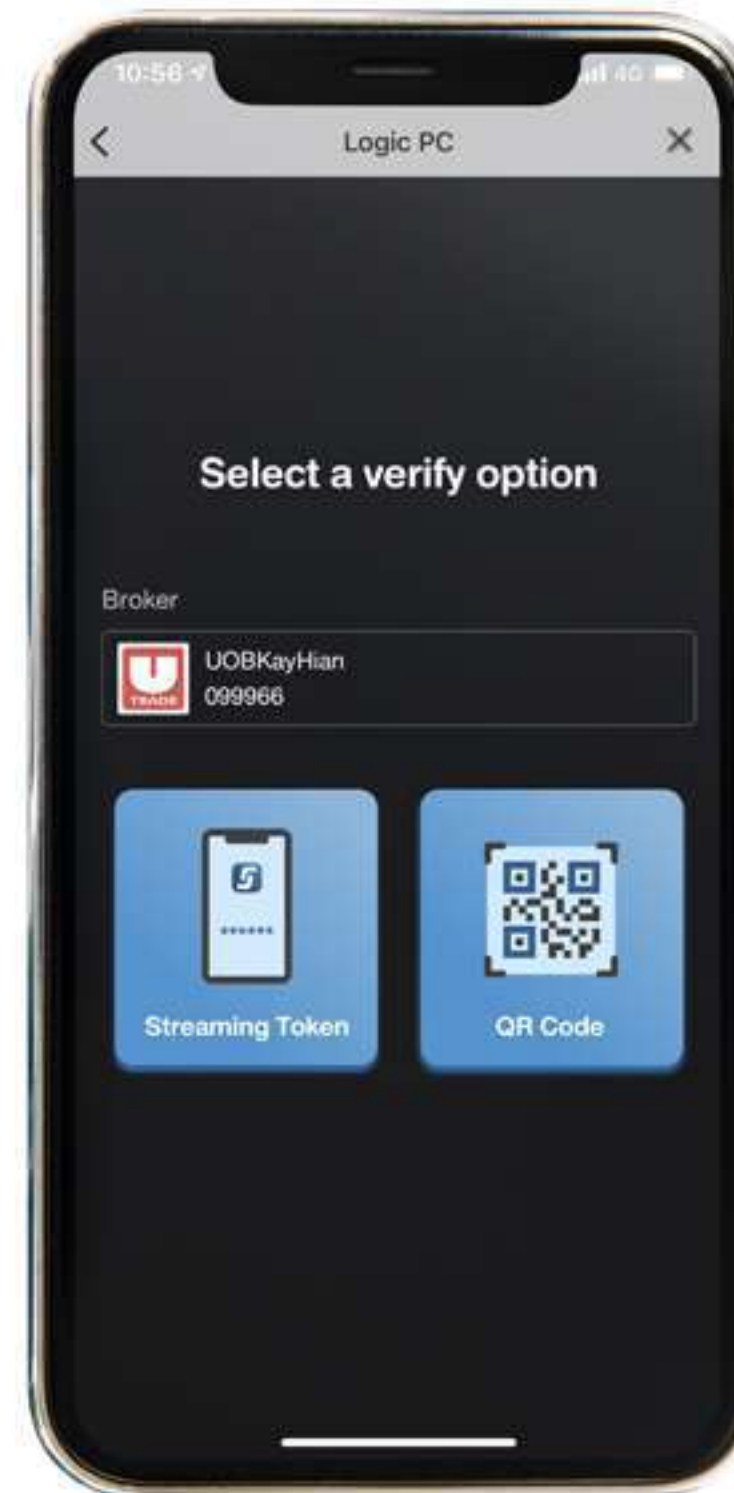 10:56
4G
Logic PC
Select a verify option
Broker
U
TRADE
UOBKayHian
099966
******
Streaming Token
QR Code